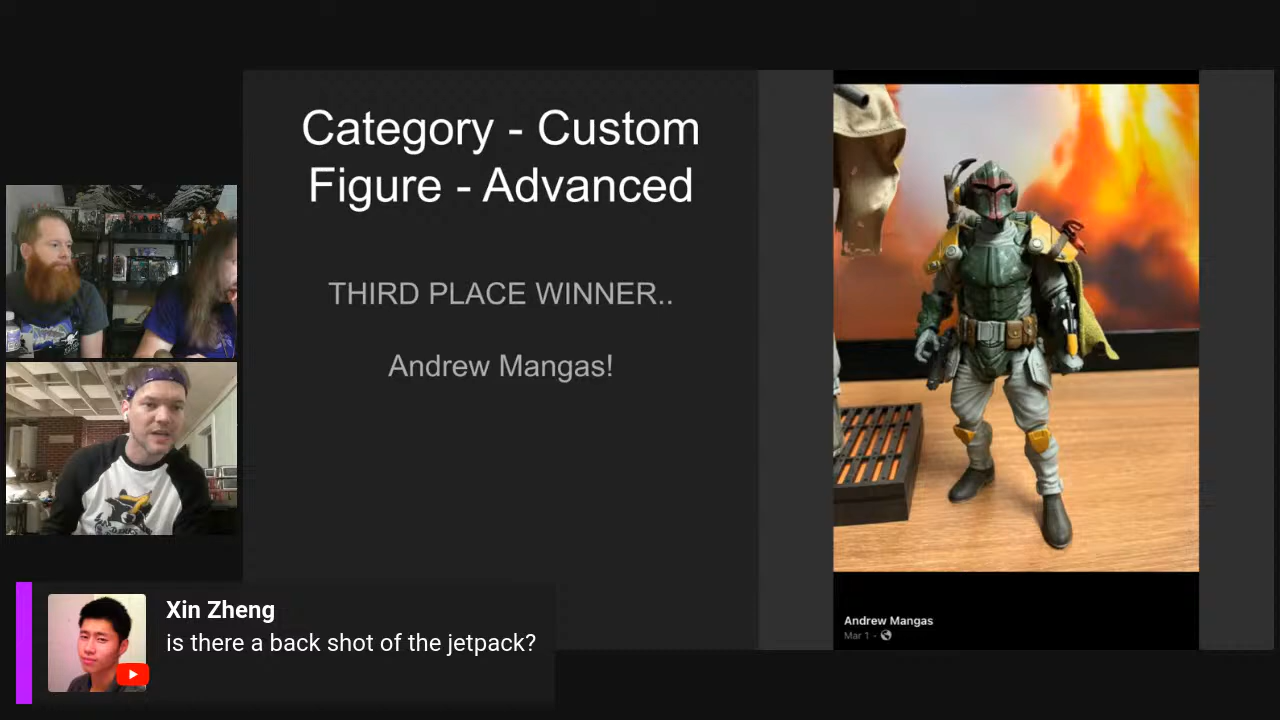 Category - Custom
Figure - Advanced
THIRD PLACE WINNER..
Andrew Mangas!
Andrew Mangas
Mar 1 -
Xin Zheng
is there a back shot of the jetpack?